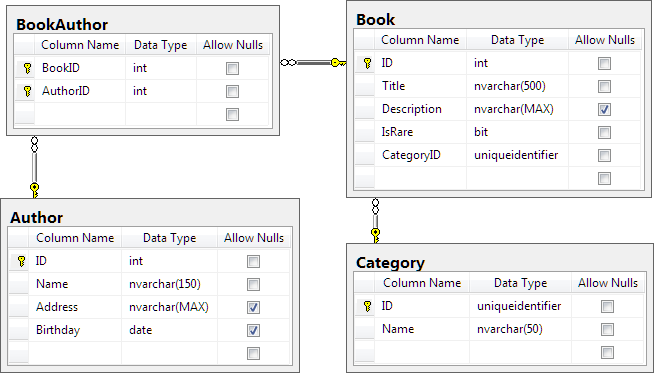 BookAuthor
Column Name Data Type Allow Nulls
BookID int
AuthorID int
Book
Column Name Data Type Allow Nulls
ID int
Title nvarchar(500)
Description nvarchar(MAX)
IsRare bit
CategoryID uniqueidentifier
Author
Column Name Data Type Allow Nulls
ID int
Name nvarchar(150)
Address nvarchar(MAX)
Birthday date
Category
Column Name Data Type Allow Nulls
ID uniqueidentifier
Name nvarchar(50)